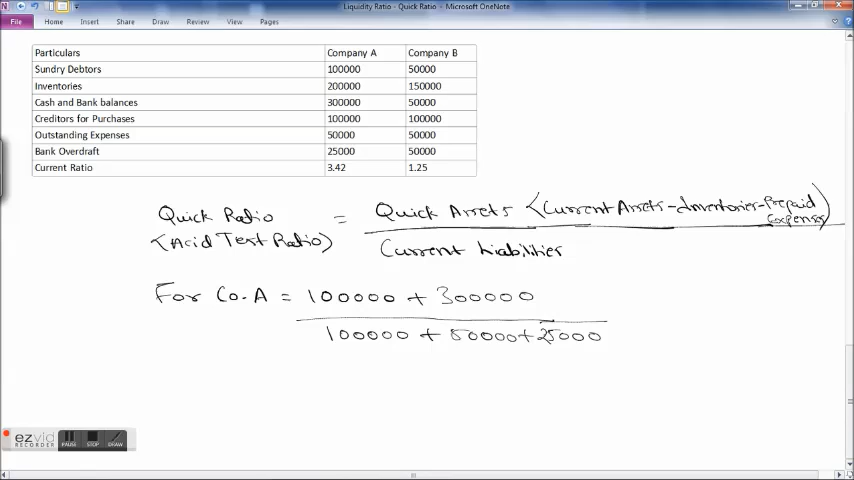 Liquidity Ratio - Quick Ratio - Microsoft OneNote
File Home Insert Share Draw Review View Pages
Particulars Company A Company B
Sundry Debtors 100000 50000
Inventories 200000 150000
Cash and Bank balances 300000 50000
Creditors for Purchases 100000 100000
Outstanding Expenses 50000 50000
Bank Overdraft 25000 50000
Current Ratio 3.42 1.25
Quick Ratio = Quick Assets (Current Assets - Inventories - Prepaid Expenses)
(Acid Test Ratio) Current Liabilities
For Co. A = 100000 + 300000
100000 + 50000 + 25000
ezvid
RECORDER PAUSE STOP DRAW